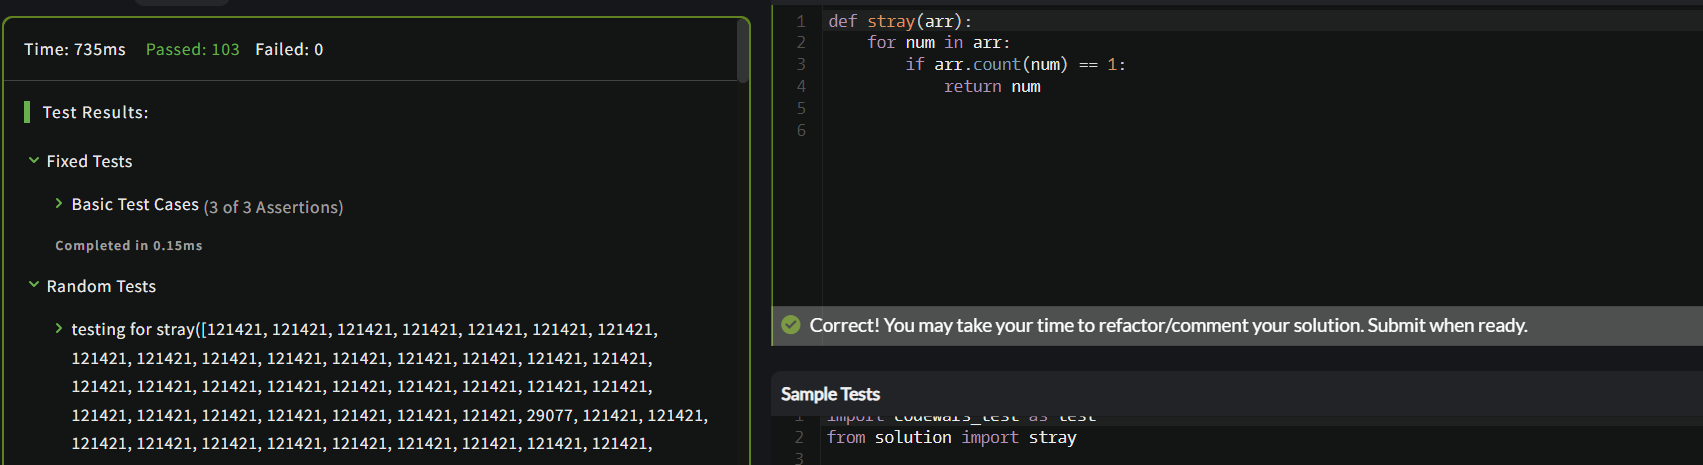 Time: 735ms Passed: 103 Failed: 0
Test Results:
Fixed Tests
Basic Test Cases (3 of 3 Assertions)
Completed in 0.15ms
Random Tests
testing for stray([121421, 121421, 121421, 121421, 121421, 121421, 121421,
121421, 121421, 121421, 121421, 121421, 121421, 121421, 121421, 121421,
121421, 121421, 121421, 121421, 121421, 121421, 121421, 121421, 121421,
121421, 121421, 121421, 121421, 121421, 121421, 121421, 29077, 121421, 121421,
121421, 121421, 121421, 121421, 121421, 121421, 121421, 121421, 121421,
1 def stray(arr):
2     for num in arr:
3         if arr.count(num) == 1:
4             return num
5
6
Correct! You may take your time to refactor/comment your solution. Submit when ready.
Sample Tests
1 import codewars_test as test
2 from solution import stray
3